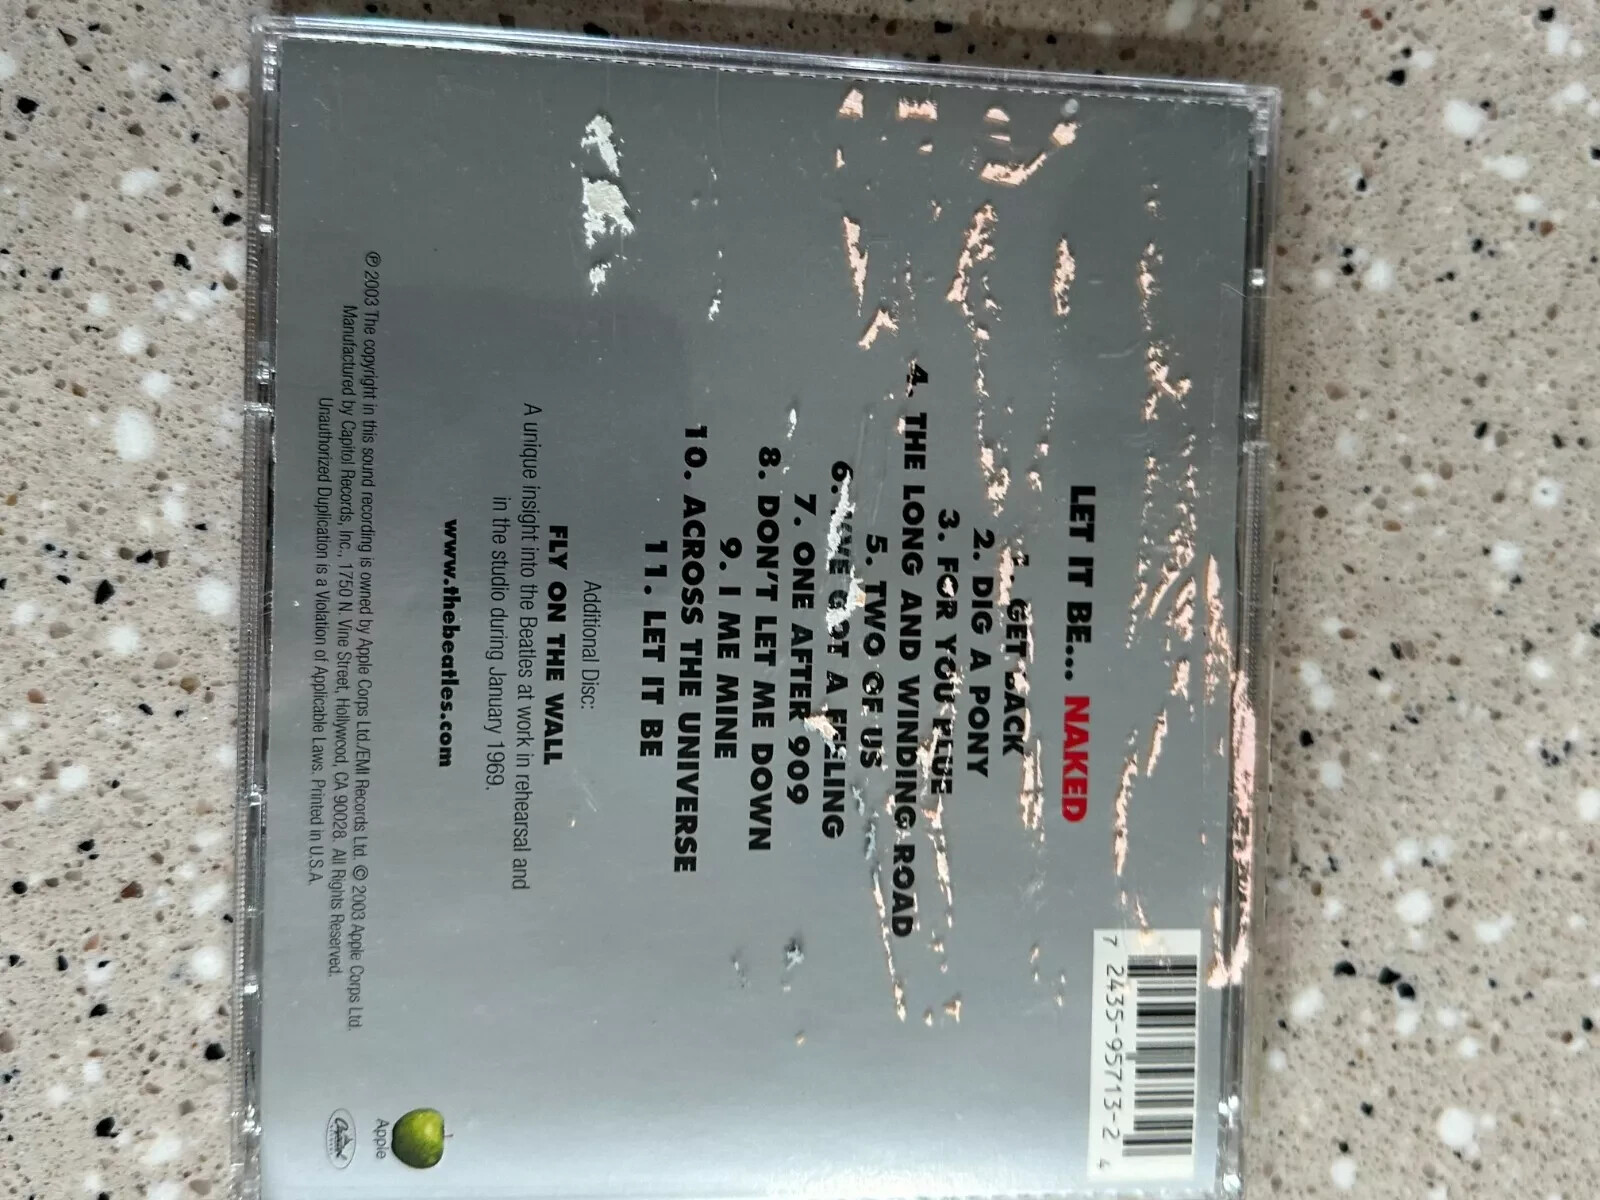 LET IT BE... NAKED
GET BACK
2. DIG A PONY
3. FOR YOU BLUE
4. THE LONG AND WINDING ROAD
5. TWO OF US
6. I'VE GOT A FEELING
7. ONE AFTER 909
8. DON'T LET ME DOWN
9. I ME MINE
10. ACROSS THE UNIVERSE
11. LET IT BE
Additional Disc:
FLY ON THE WALL
A unique insight into the Beatles at work in rehearsal and
in the studio during January 1969.
www.thebeatles.com
℗ 2003 The copyright in this sound recording is owned by Apple Corps Ltd./EMI Records Ltd. © 2003 Apple Corps Ltd.
Manufactured by Capitol Records, Inc., 1750 N. Vine Street, Hollywood, CA 90028. All Rights Reserved.
Unauthorized Duplication is a Violation of Applicable Laws. Printed in U.S.A.
7 2435-95713-2 4
Apple
Capitol